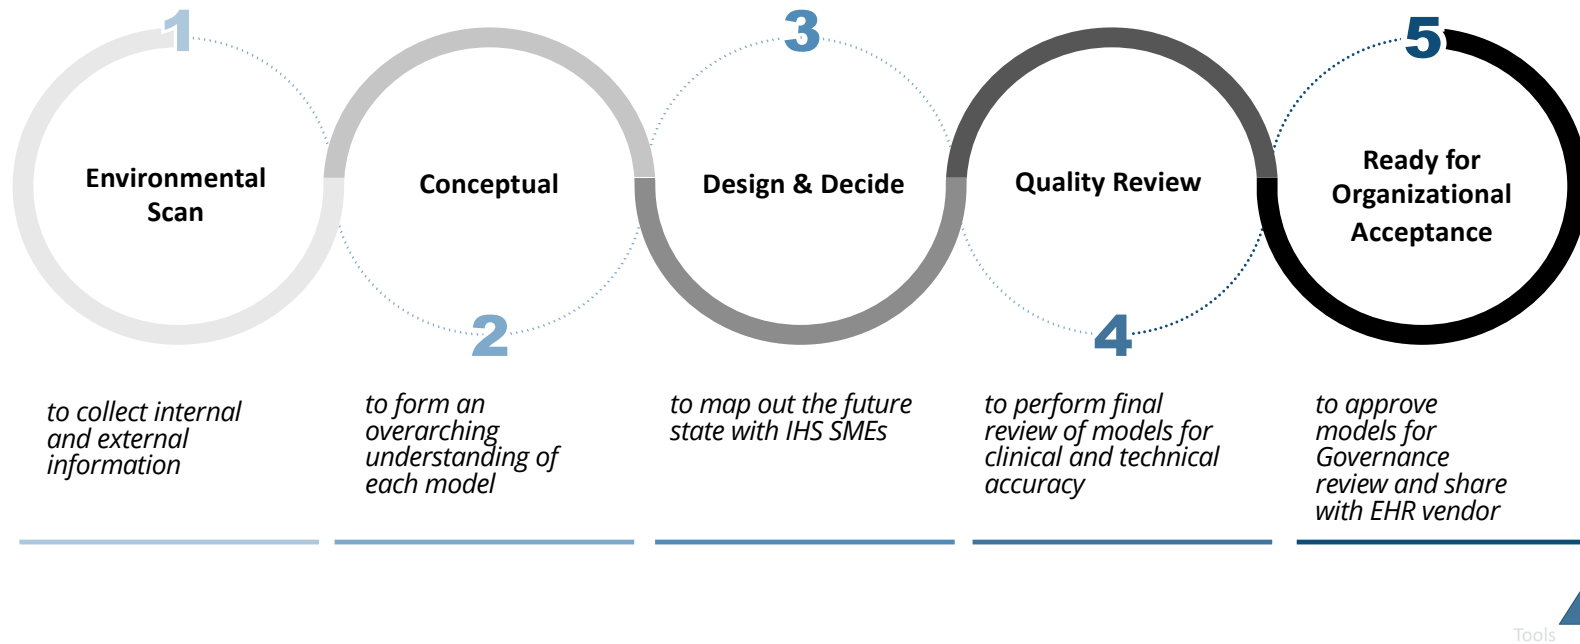 1
Environmental
Scan
to collect internal
and external
information
2
Conceptual
to form an
overarching
understanding of
each model
3
Design & Decide
to map out the future
state with IHS SMEs
4
Quality Review
to perform final
review of models for
clinical and technical
accuracy
5
Ready for
Organizational
Acceptance
to approve
models for
Governance
review and share
with EHR vendor
Tools